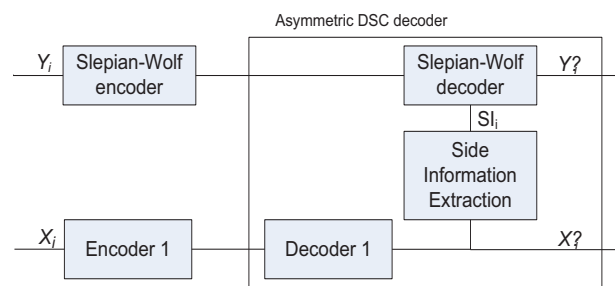 Asymmetric DSC decoder
Yi
Slepian-Wolf
encoder
Slepian-Wolf
decoder
Y?i
SIi
Side
Information
Extraction
Xi
Encoder 1
Decoder 1
X?i